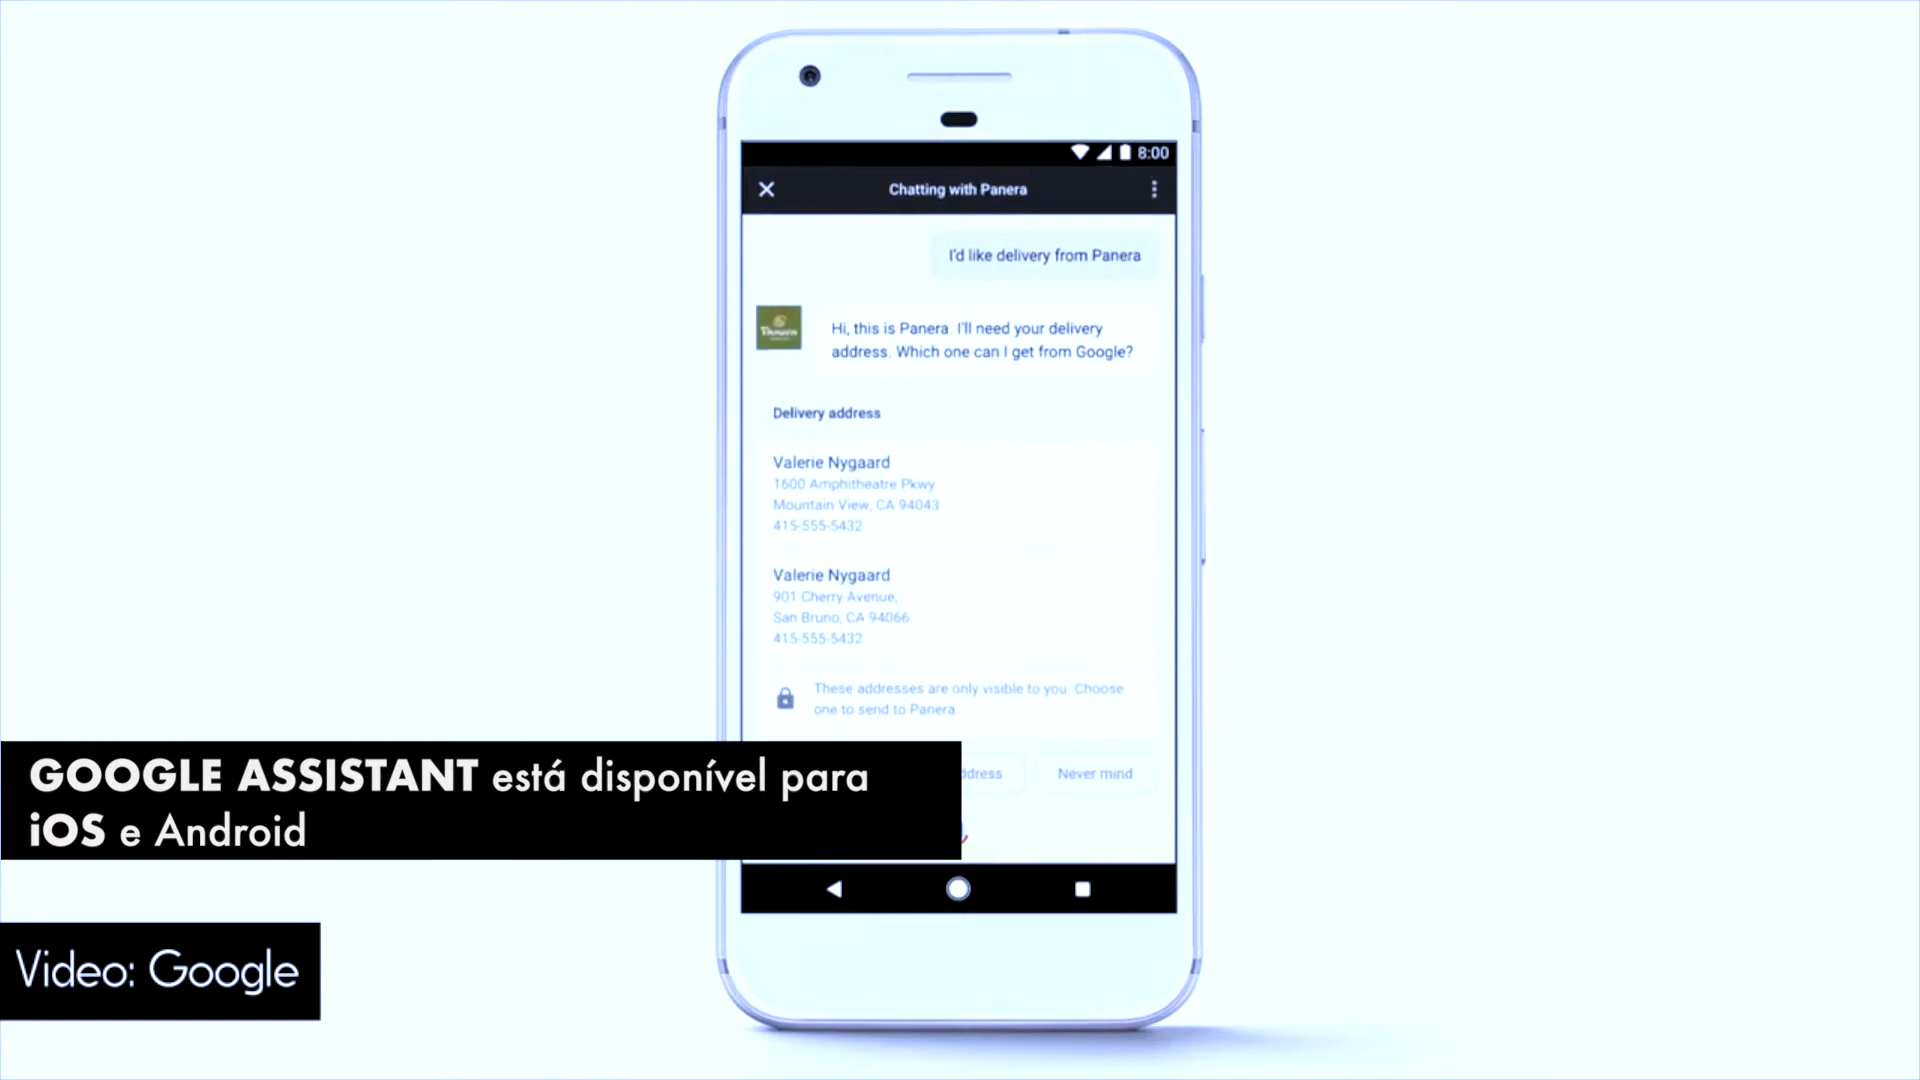 8:00
Chatting with Panera
I'd like delivery from Panera
Panera
Hi, this is Panera. I'll need your delivery
address. Which one can I get from Google?
Delivery address
Valerie Nygaard
1600 Amphitheatre Pkwy
Mountain View, CA 94043
415-555-5432
Valerie Nygaard
901 Cherry Avenue,
San Bruno, CA 94066
415-555-5432
These addresses are only visible to you. Choose
one to send to Panera
ddress
Never mind
GOOGLE ASSISTANT está disponível para
iOS e Android
Video: Google